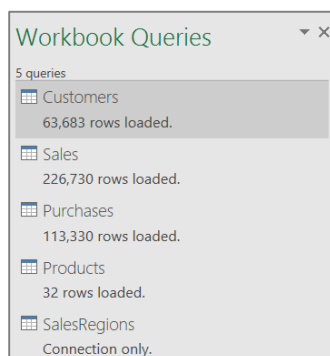 Workbook Queries
5 queries
Customers
63,683 rows loaded.
Sales
226,730 rows loaded.
Purchases
113,330 rows loaded.
Products
32 rows loaded.
SalesRegions
Connection only.